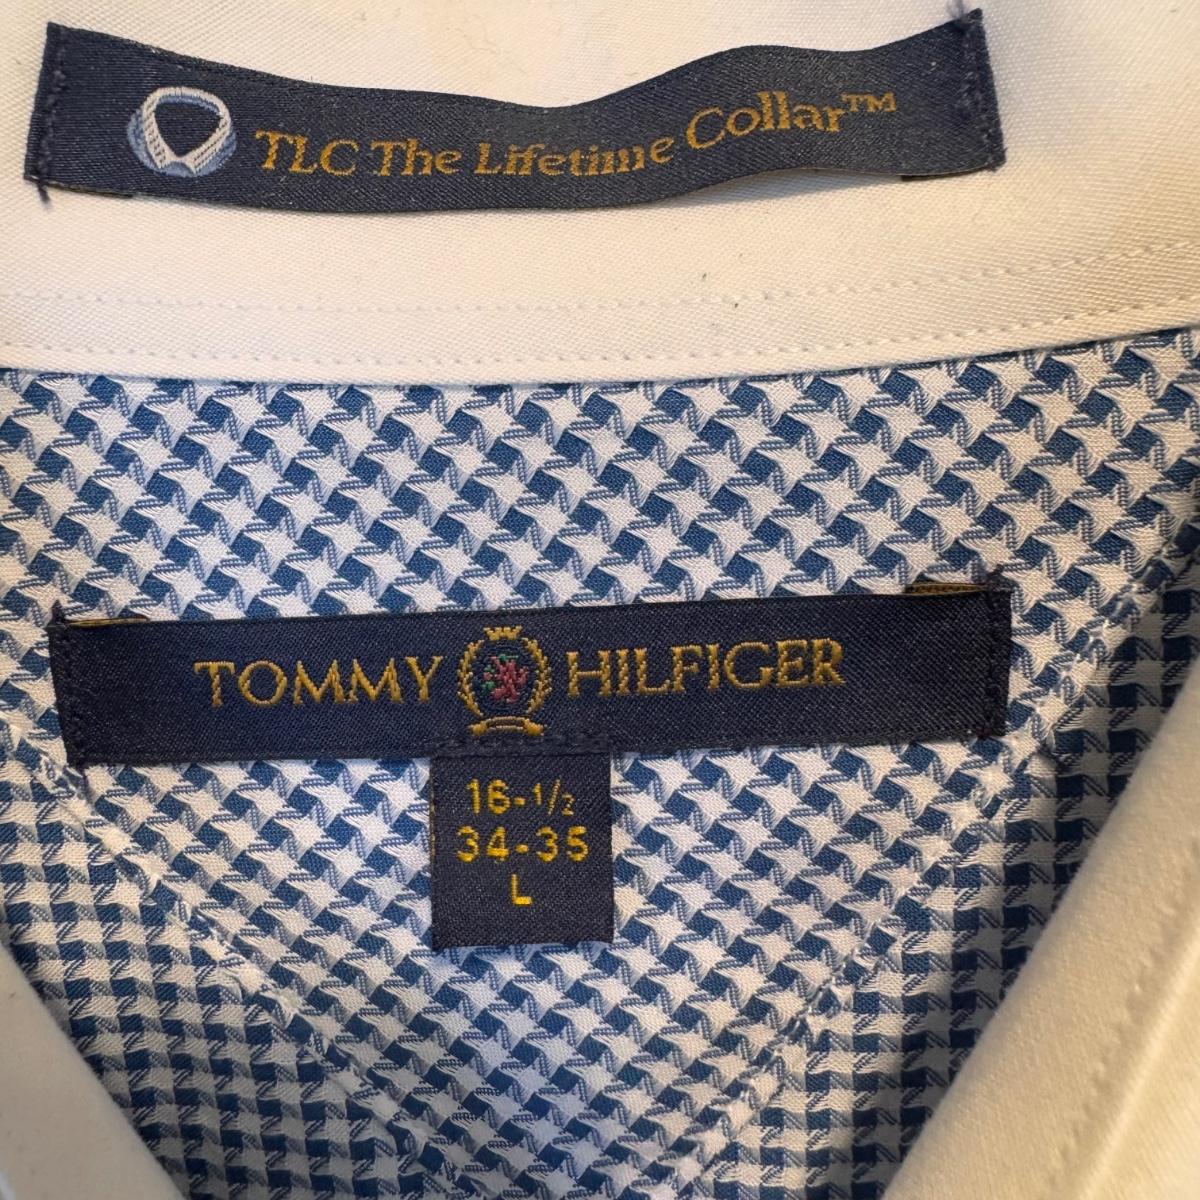 TLC The Lifetime Collar™
TOMMY HILFIGER
16-1/2
34-35
L